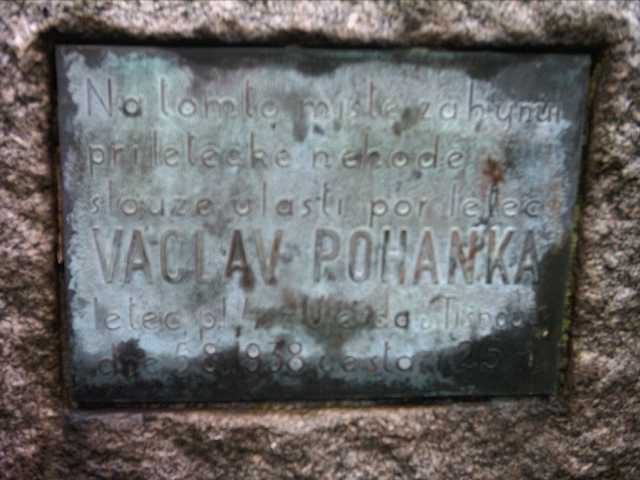 Na tomto místě zahynul
při letecké nehodě
slouže vlasti por. letec
VÁCLAV POHANKA
letec. pl.
dne 5.8.1938 ve stáří 25